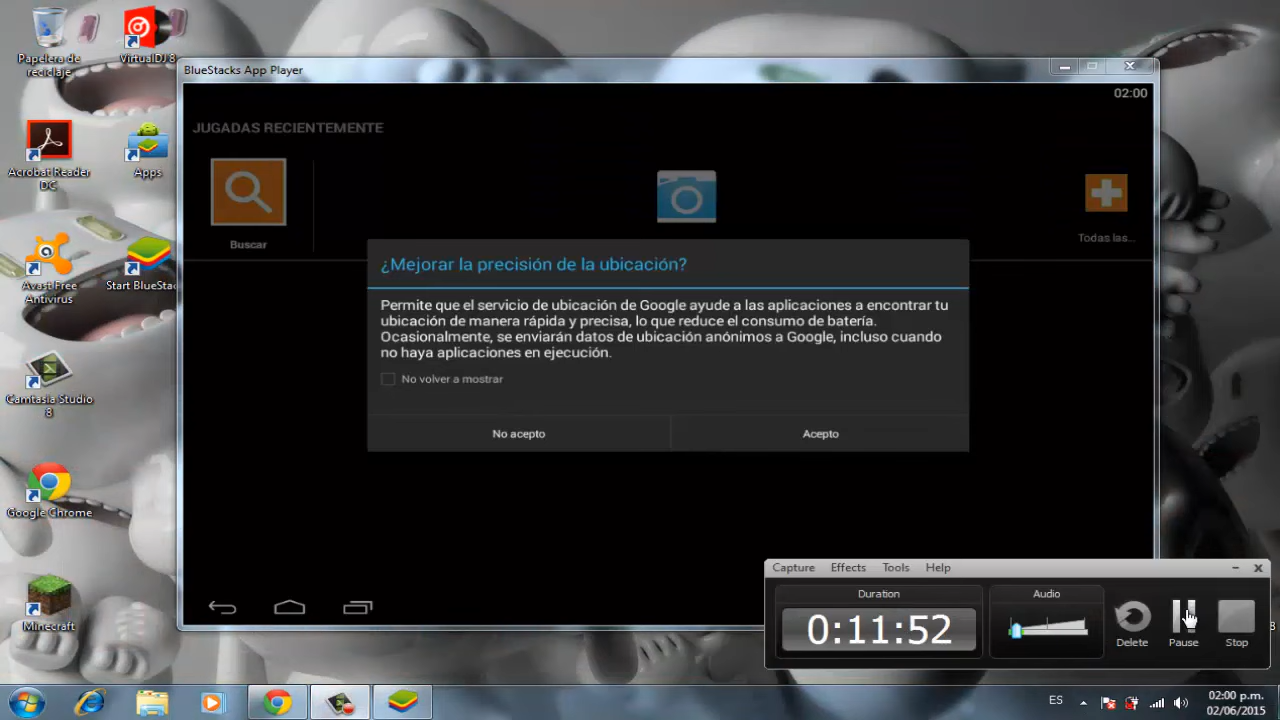 Papelera de
reciclaje
VirtualDJ 8
Acrobat Reader
DC
Apps
Avast Free
Antivirus
Start BlueStac
Camtasia Studio
8
Google Chrome
Minecraft
BlueStacks App Player
02:00
JUGADAS RECIENTEMENTE
Buscar
Todas las...
¿Mejorar la precisión de la ubicación?
Permite que el servicio de ubicación de Google ayude a las aplicaciones a encontrar tu
ubicación de manera rápida y precisa, lo que reduce el consumo de batería.
Ocasionalmente, se enviarán datos de ubicación anónimos a Google, incluso cuando
no haya aplicaciones en ejecución.
No volver a mostrar
No acepto
Acepto
Capture
Effects
Tools
Help
Duration
0:11:52
Audio
Delete
Pause
Stop
8
ES
02:00 p.m.
02/06/2015